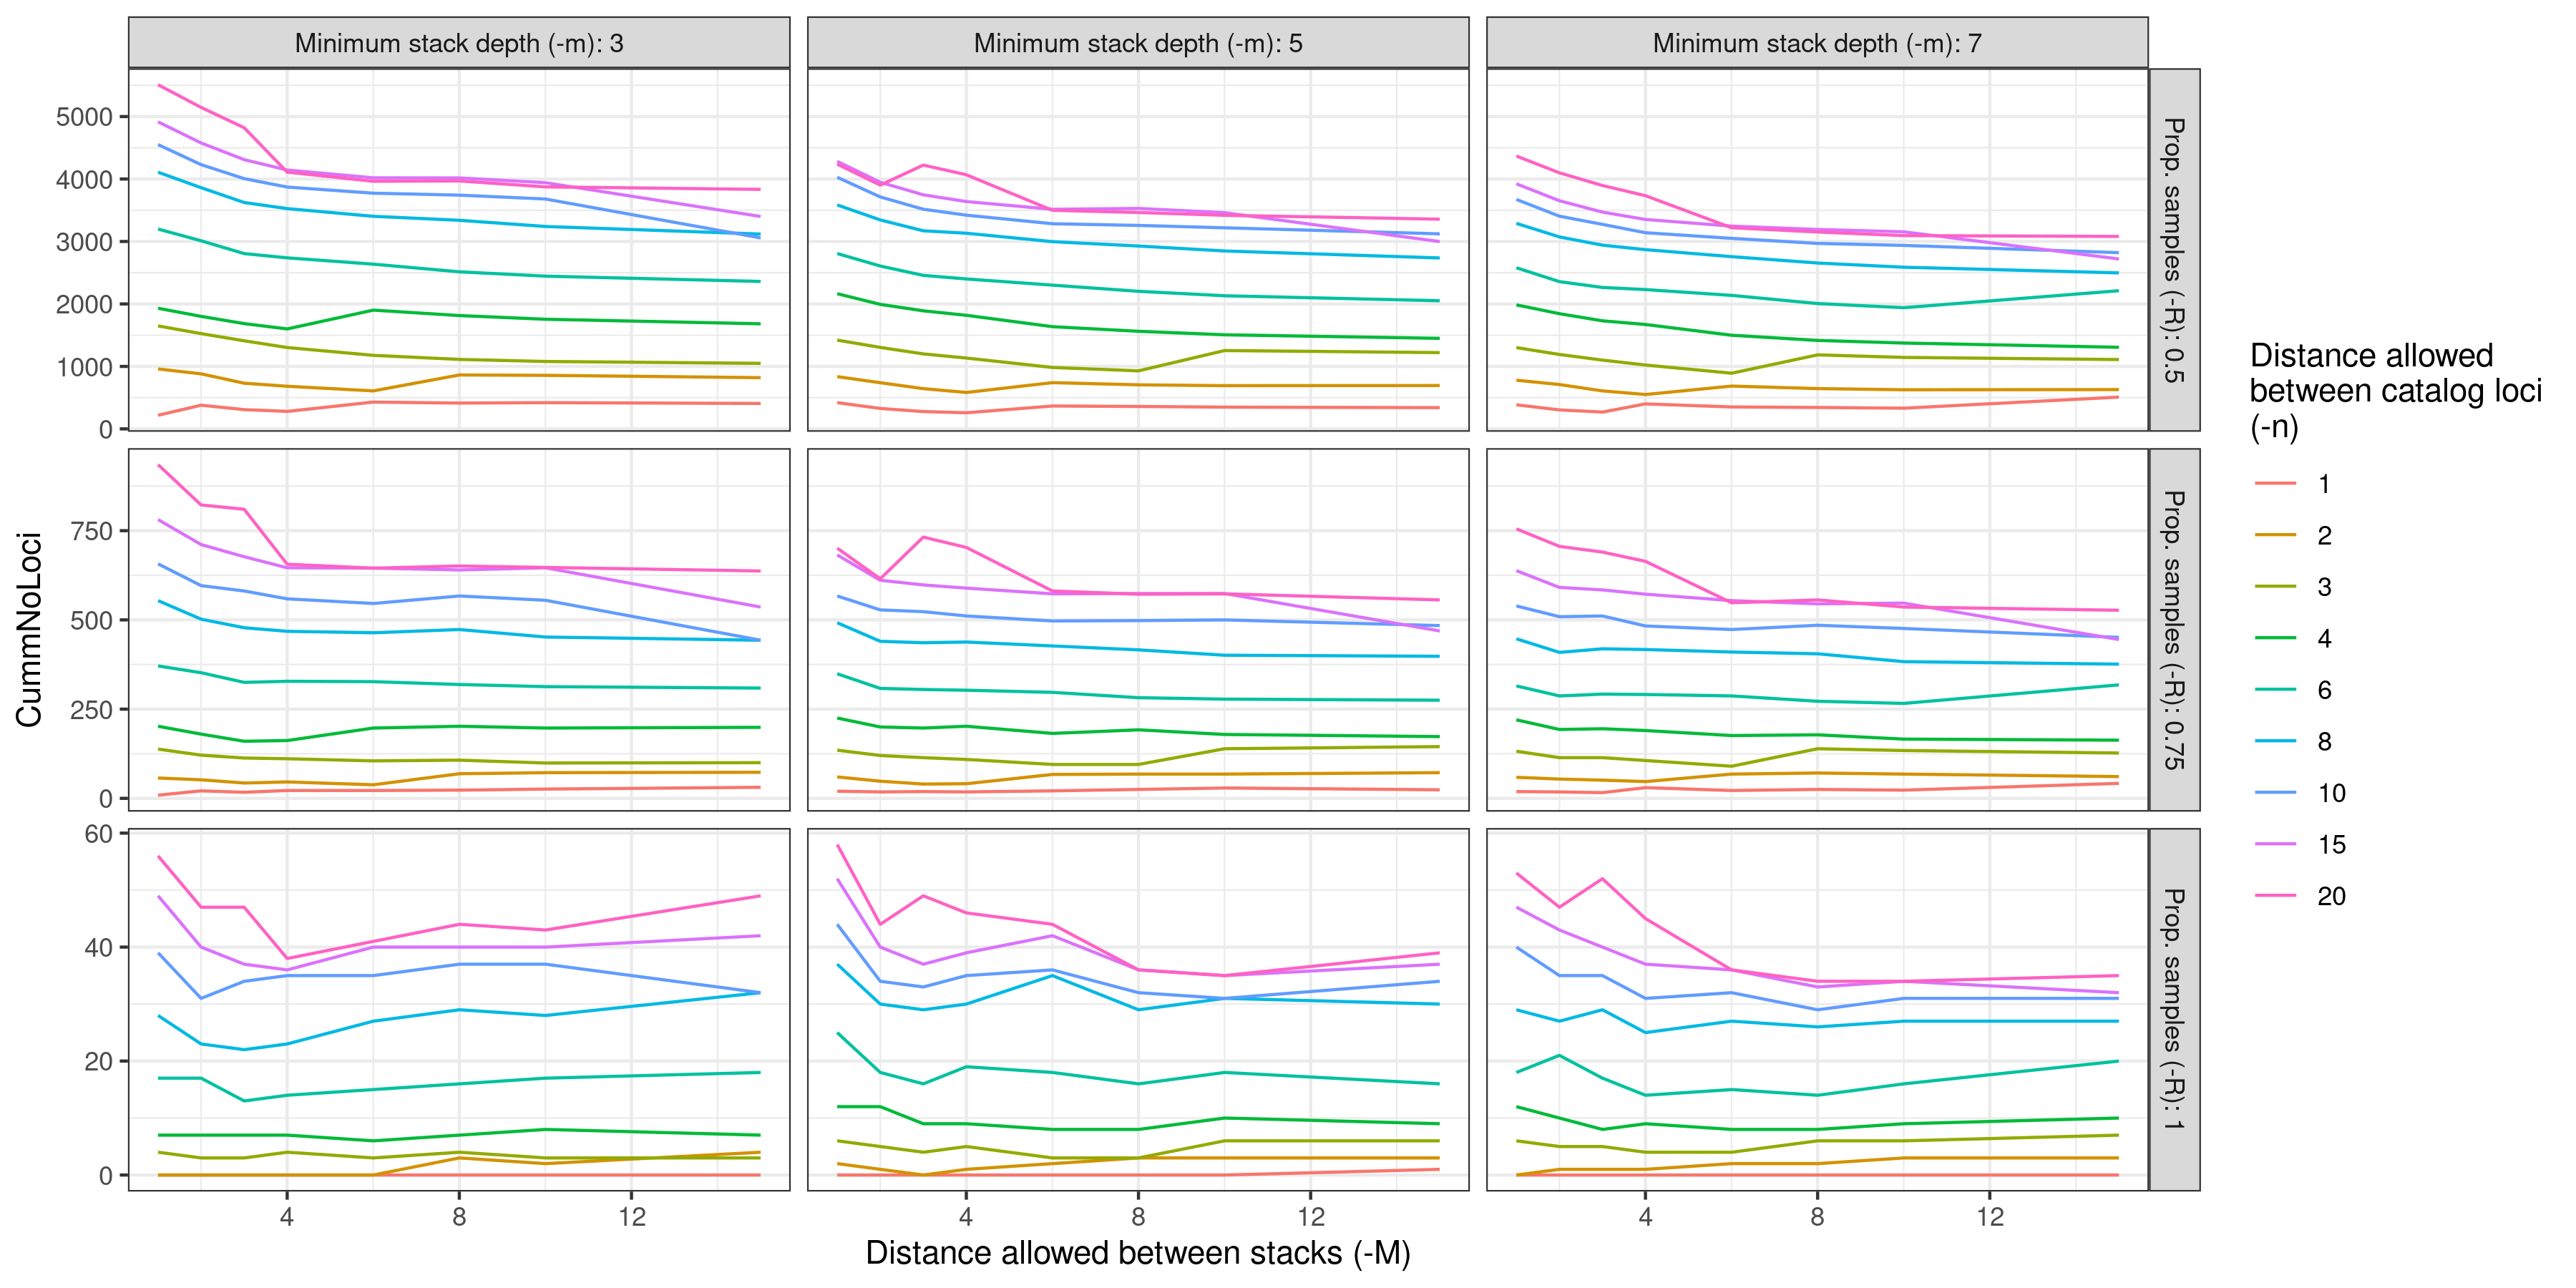 Minimum stack depth (-m): 3
Minimum stack depth (-m): 5
Minimum stack depth (-m): 7
5000
4000
3000
2000
1000
0
Prop. samples (-R): 0.5
750
500
250
0
Prop. samples (-R): 0.75
60
40
20
0
Prop. samples (-R): 1
4
8
12
4
8
12
4
8
12
CummNoLoci
Distance allowed between stacks (-M)
Distance allowed
between catalog loci
(-n)
1
2
3
4
6
8
10
15
20